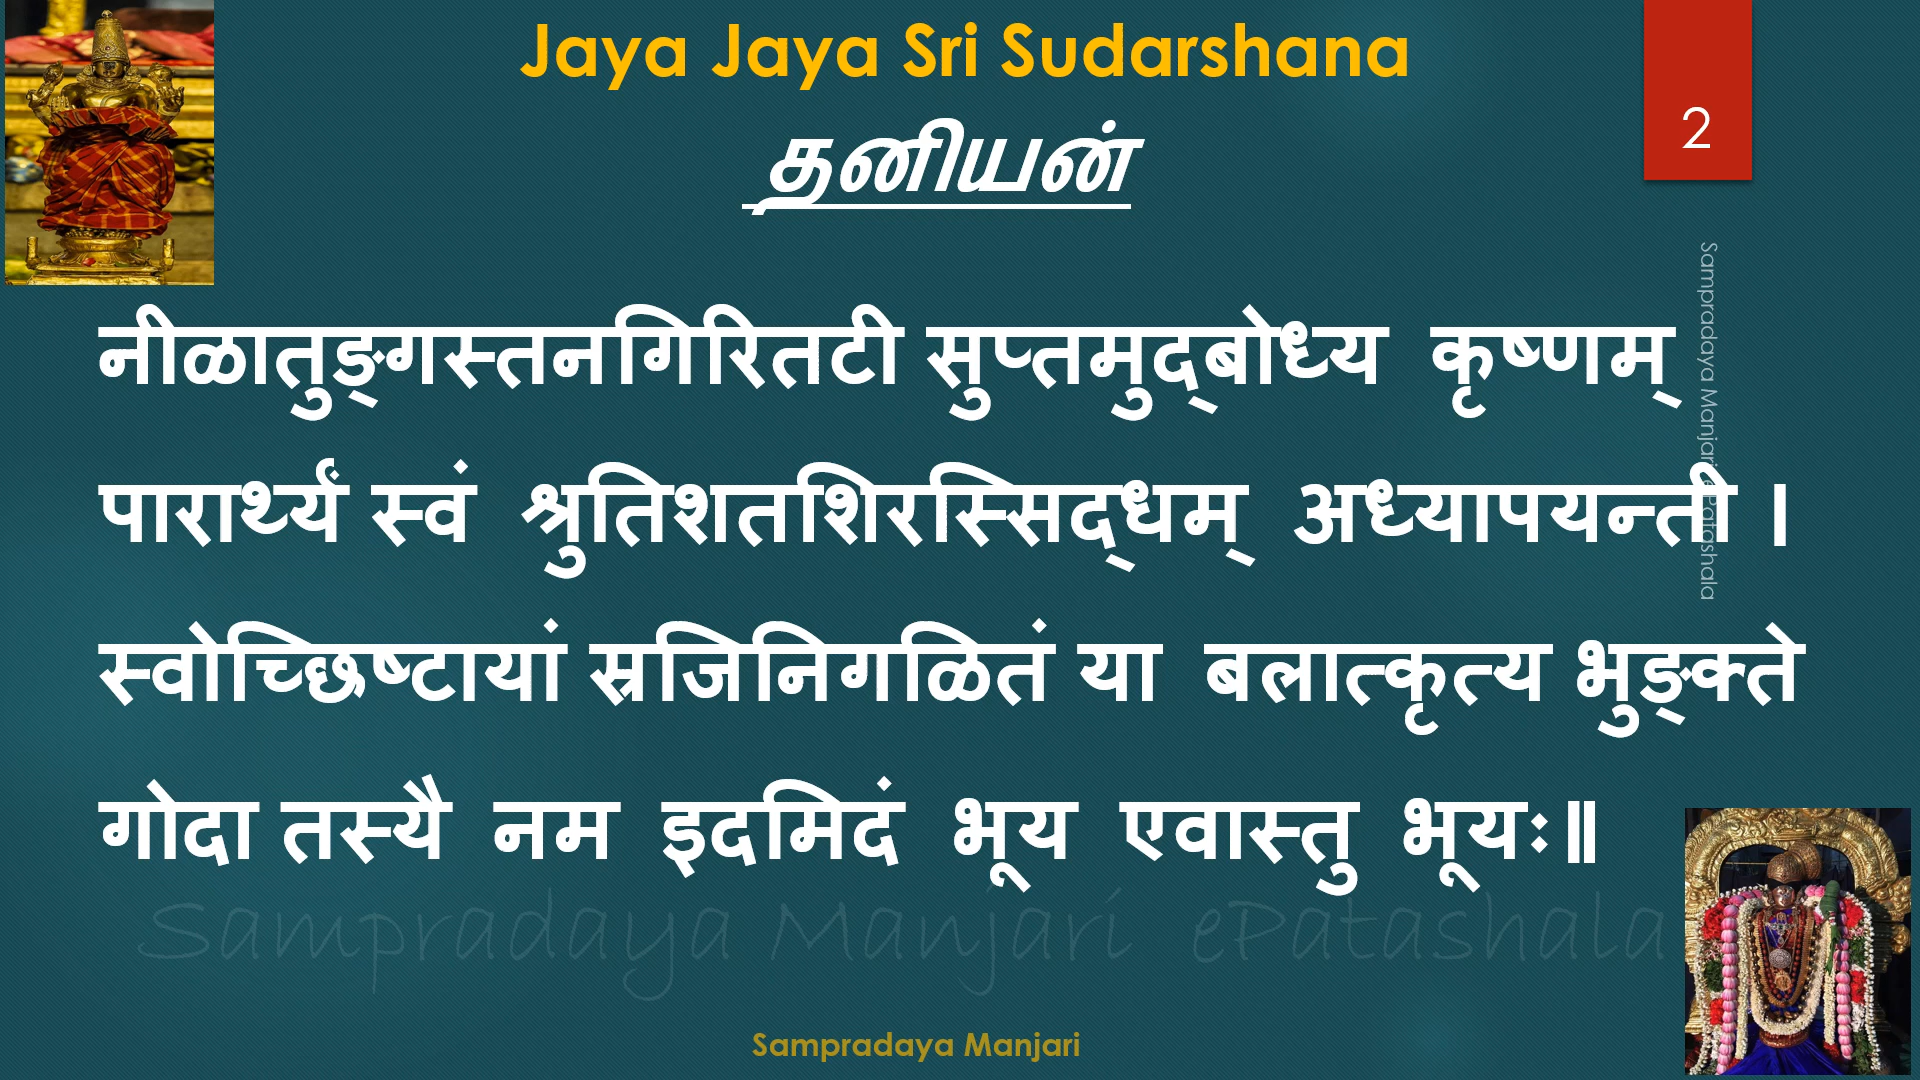 Jaya Jaya Sri Sudarshana
2
தனியன்
नीळातुङ्गस्तनगिरितटी सुप्तमुद्बोध्य कृष्णम्
पारार्थ्यं स्वं श्रुतिशतशिरस्सिद्धम् अध्यापयन्ती ।
स्वोच्छिष्टायां स्रजिनिगळितं या बलात्कृत्य भुङ्क्ते
गोदा तस्यै नम इदमिदं भूय एवास्तु भूयः॥
Sampradaya Manjari ePatashala
Sampradaya Manjari ePatashala
Sampradaya Manjari